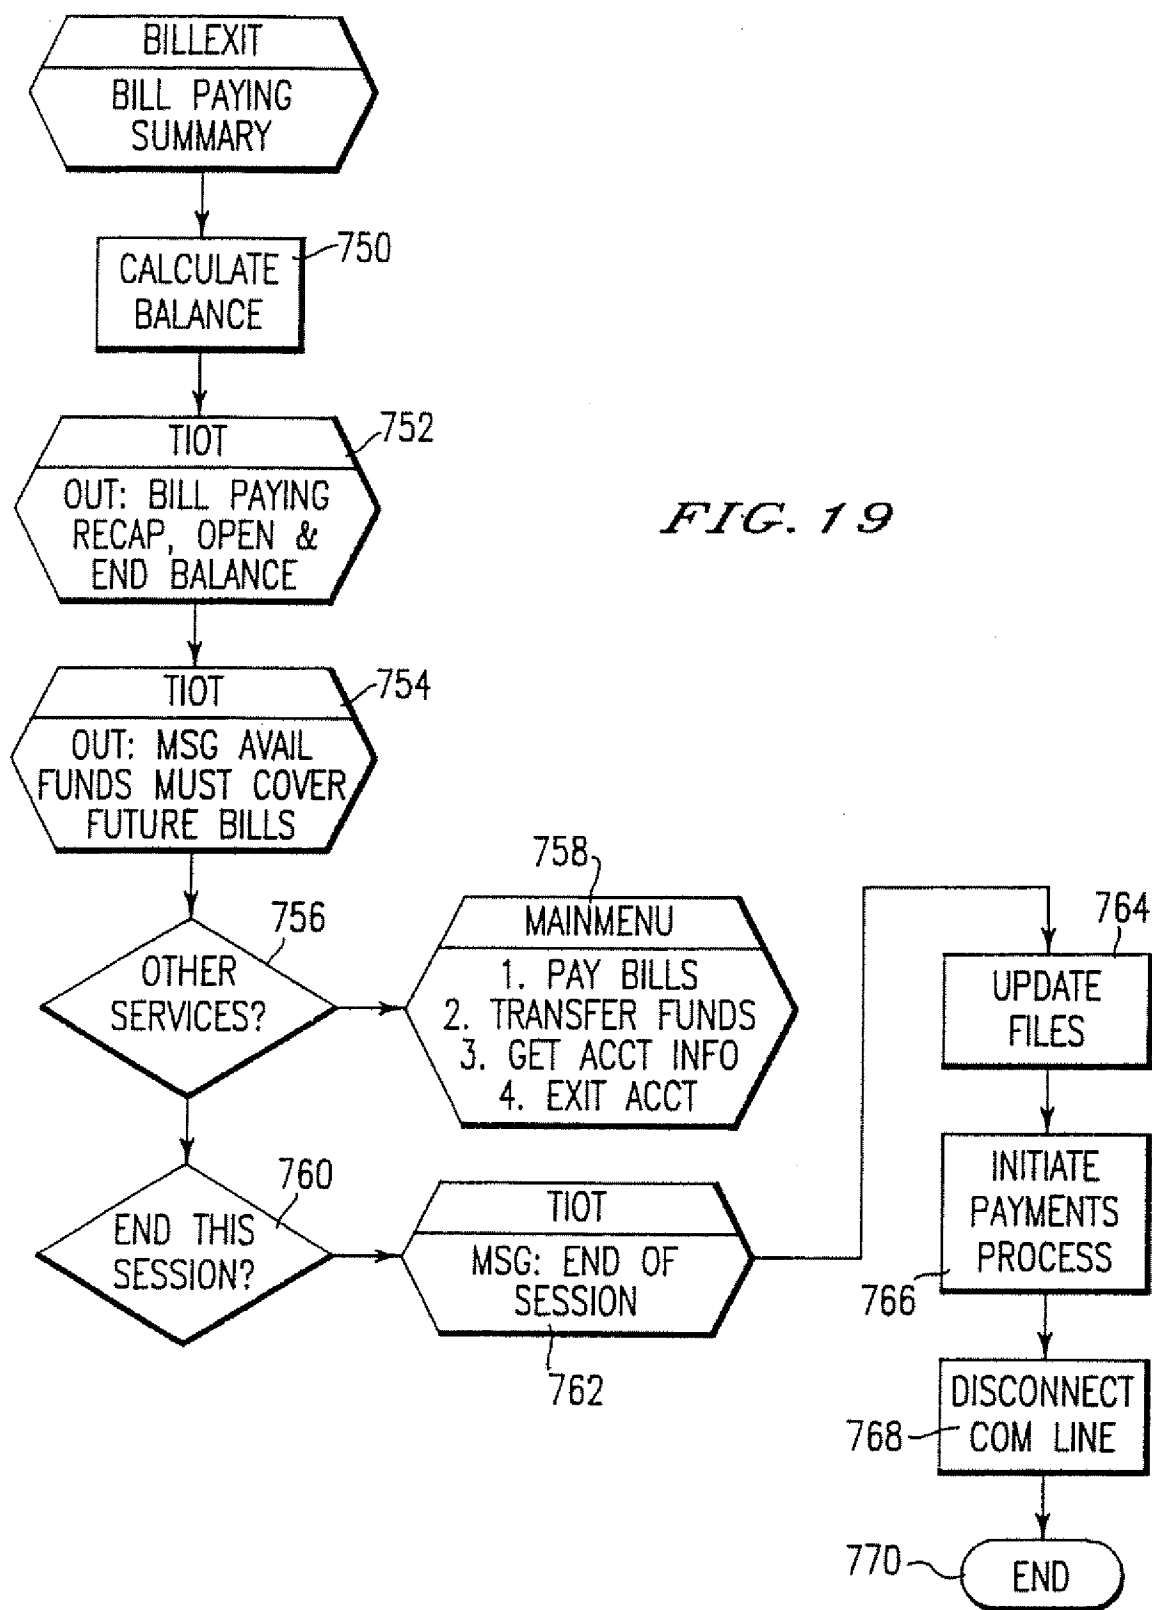 BILLEXIT
BILL PAYING
SUMMARY
750
CALCULATE
BALANCE
752
TIOT
OUT: BILL PAYING
RECAP, OPEN &
END BALANCE
FIG. 19
754
TIOT
OUT: MSG AVAIL
FUNDS MUST COVER
FUTURE BILLS
756
OTHER
SERVICES?
758
MAINMENU
1. PAY BILLS
2. TRANSFER FUNDS
3. GET ACCT INFO
4. EXIT ACCT
760
END THIS
SESSION?
TIOT
MSG: END OF
SESSION
762
764
UPDATE
FILES
INITIATE
PAYMENTS
PROCESS
766
DISCONNECT
COM LINE
768
770
END